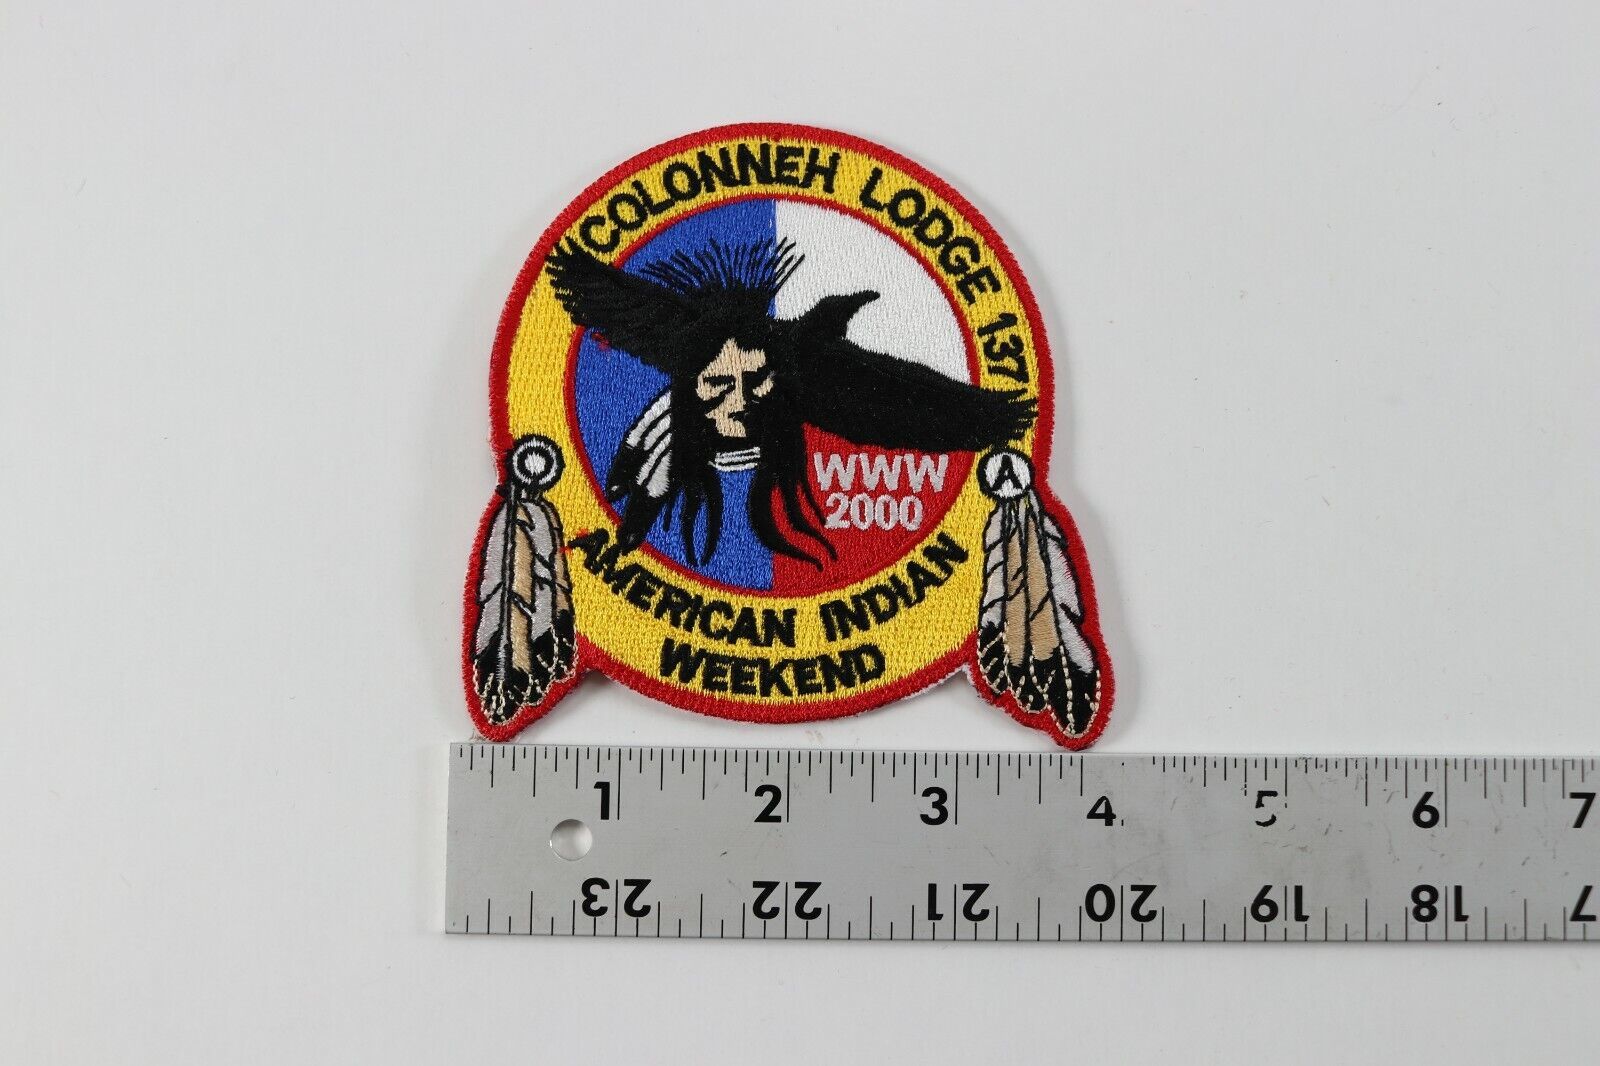 COLONNEH LODGE 137
WWW
2000
O A
AMERICAN INDIAN
WEEKEND
1 2 3 4 5 6 7
23 22 21 20 19 18 17